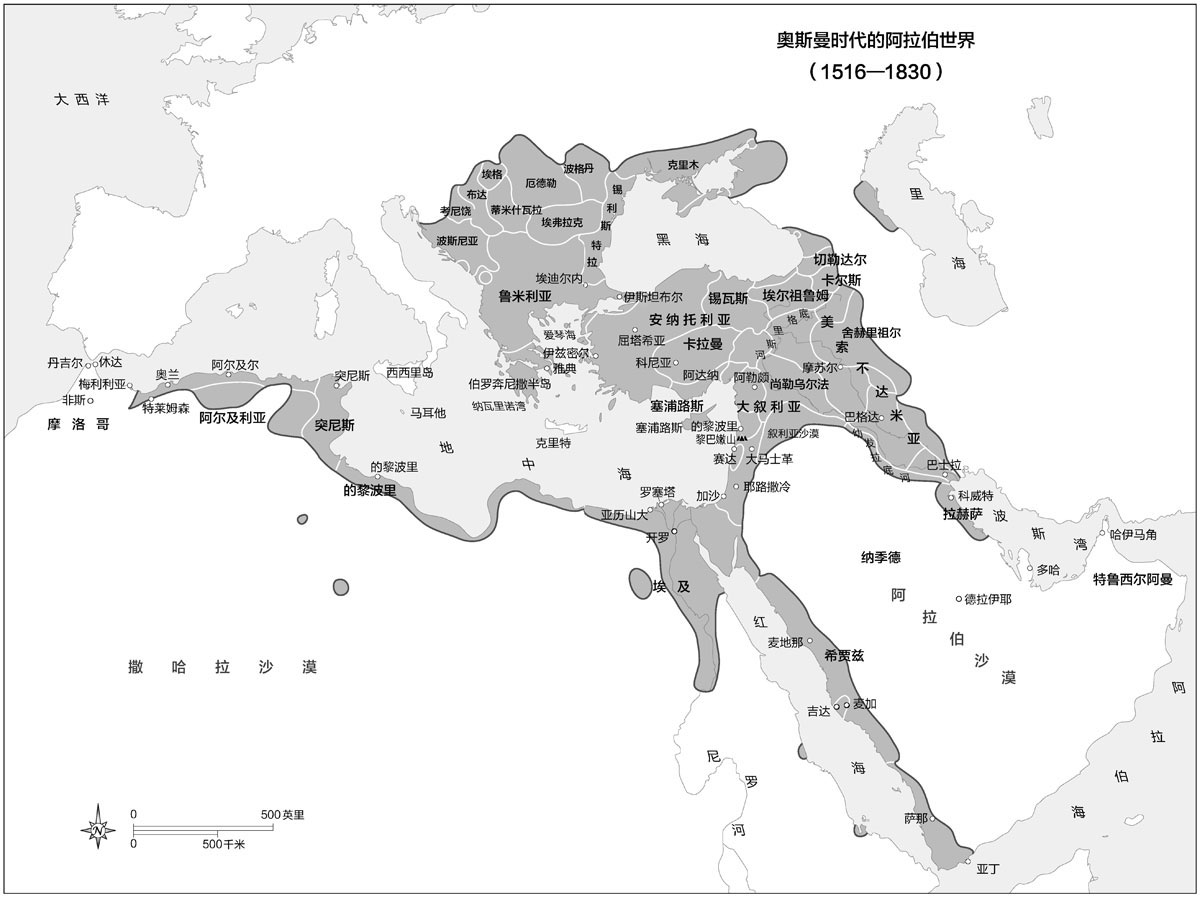 奥斯曼时代的阿拉伯世界
（1516—1830）
大西洋
里海
克里木
埃格
厄德勒
波格丹
布达
锡利斯特拉
考尼饶
蒂米什瓦拉
埃弗拉克
波斯尼亚
黑海
埃迪尔内
鲁米利亚
伊斯坦布尔
切勒达尔
卡尔斯
锡瓦斯
埃尔祖鲁姆
安纳托利亚
底格里斯河
美索不达米亚
舍赫里祖尔
爱琴海
屈塔希亚
卡拉曼
伊兹密尔
科尼亚
雅典
阿达纳
阿勒颇
摩苏尔
尚勒乌尔法
丹吉尔
休达
梅利利亚
奥兰
阿尔及尔
突尼斯
西西里岛
非斯
特莱姆森
伯罗奔尼撒半岛
纳瓦里诺湾
摩洛哥
阿尔及利亚
突尼斯
马耳他
塞浦路斯
大叙利亚
巴格达
塞浦路斯
的黎波里
黎巴嫩山
叙利亚沙漠
幼发拉底河
克里特
地中海
赛达
大马士革
巴士拉
的黎波里
的黎波里
罗塞塔
加沙
耶路撒冷
科威特
拉赫萨
亚历山大
波斯湾
开罗
哈伊马角
纳季德
多哈
特鲁西尔阿曼
埃及
阿拉伯沙漠
德拉伊耶
红海
麦地那
希贾兹
撒哈拉沙漠
吉达
麦加
阿拉伯海
尼罗河
萨那
亚丁
N
0 500英里
0 500千米